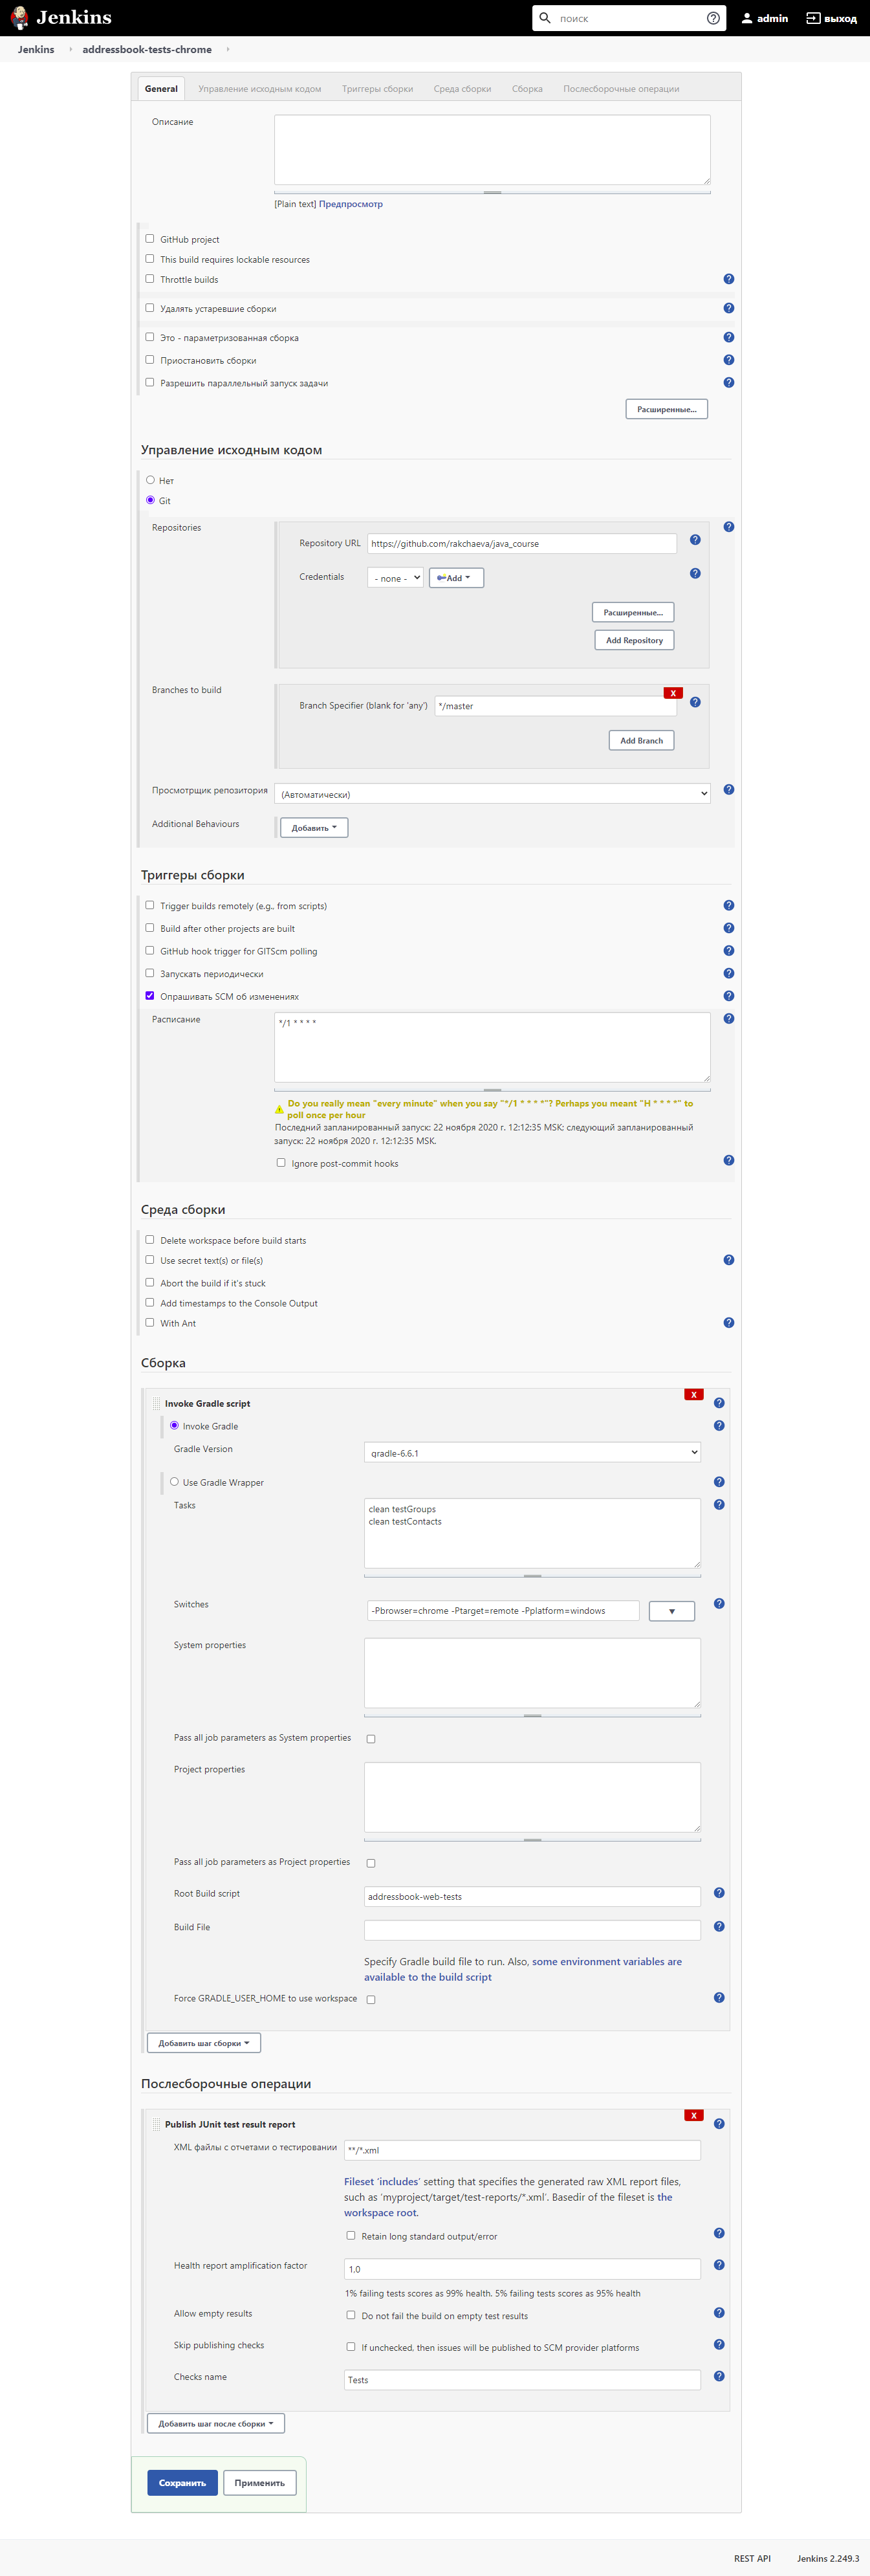 Jenkins
поиск
admin
выход
Jenkins
addressbook-tests-chrome
General
Управление исходным кодом
Триггеры сборки
Среда сборки
Сборка
Послесборочные операции
Описание
[Plain text] Предпросмотр
GitHub project
This build requires lockable resources
Throttle builds
Удалять устаревшие сборки
Это - параметризованная сборка
Приостановить сборки
Разрешить параллельный запуск задачи
Расширенные...
Управление исходным кодом
Нет
Git
Repositories
Repository URL
https://github.com/rakchaeva/java_course
Credentials
- none -
Add
Расширенные...
Add Repository
Branches to build
X
Branch Specifier (blank for 'any')
*/master
Add Branch
Просмотрщик репозитория
(Автоматически)
Additional Behaviours
Добавить
Триггеры сборки
Trigger builds remotely (e.g., from scripts)
Build after other projects are built
GitHub hook trigger for GITScm polling
Запускать периодически
Опрашивать SCM об изменениях
Расписание
*/1 * * * *
Do you really mean "every minute" when you say "*/1 * * * *"? Perhaps you meant "H * * * *" to
poll once per hour
Последний запланированный запуск: 22 ноября 2020 г. 12:12:35 MSK; следующий запланированный
запуск: 22 ноября 2020 г. 12:12:35 MSK.
Ignore post-commit hooks
Среда сборки
Delete workspace before build starts
Use secret text(s) or file(s)
Abort the build if it's stuck
Add timestamps to the Console Output
With Ant
Сборка
X
Invoke Gradle script
Invoke Gradle
Gradle Version
gradle-6.6.1
Use Gradle Wrapper
Tasks
clean testGroups
clean testContacts
Switches
-Pbrowser=chrome -Ptarget=remote -Pplatform=windows
System properties
Pass all job parameters as System properties
Project properties
Pass all job parameters as Project properties
Root Build script
addressbook-web-tests
Build File
Specify Gradle build file to run. Also, some environment variables are
available to the build script
Force GRADLE_USER_HOME to use workspace
Добавить шаг сборки
Послесборочные операции
X
Publish JUnit test result report
XML файлы с отчетами о тестировании
**/*.xml
Fileset 'includes' setting that specifies the generated raw XML report files,
such as 'myproject/target/test-reports/*.xml'. Basedir of the fileset is the
workspace root.
Retain long standard output/error
Health report amplification factor
1.0
1% failing tests scores as 99% health. 5% failing tests scores as 95% health
Allow empty results
Do not fail the build on empty test results
Skip publishing checks
If unchecked, then issues will be published to SCM provider platforms
Checks name
Tests
Добавить шаг после сборки
Сохранить
Применить
REST API
Jenkins 2.249.3